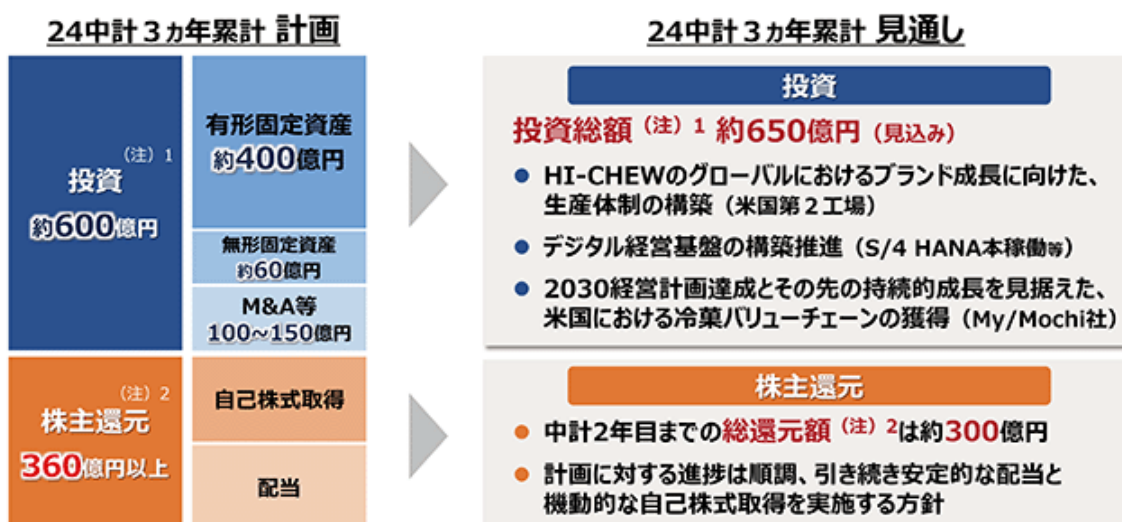 24中計3ヵ年累計 計画
(注)1
投資
約600億円
有形固定資産
約400億円
無形固定資産
約60億円
M&A等
100～150億円
(注)2
株主還元
360億円以上
自己株式取得
配当
24中計3ヵ年累計 見通し
投資
投資総額(注)1 約650億円(見込み)
● HI-CHEWのグローバルにおけるブランド成長に向けた、
生産体制の構築(米国第2工場)
● デジタル経営基盤の構築推進(S/4 HANA本稼働等)
● 2030経営計画達成とその先の持続的成長を見据えた、
米国における冷菓バリューチェーンの獲得(My/Mochi社)
株主還元
● 中計2年目までの総還元額(注)2は約300億円
● 計画に対する進捗は順調、引き続き安定的な配当と
機動的な自己株式取得を実施する方針